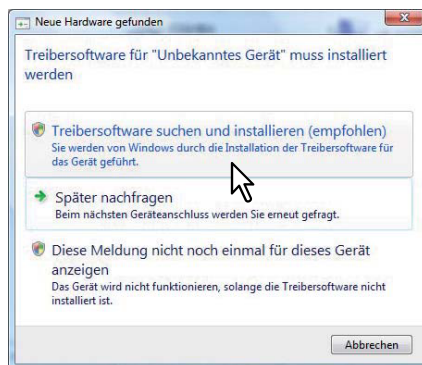 Neue Hardware gefunden
Treibersoftware für "Unbekanntes Gerät" muss installiert
werden
Treibersoftware suchen und installieren (empfohlen)
Sie werden von Windows durch die Installation der Treibersoftware für
das Gerät geführt.
Später nachfragen
Beim nächsten Geräteanschluss werden Sie erneut gefragt.
Diese Meldung nicht noch einmal für dieses Gerät
anzeigen
Das Gerät wird nicht funktionieren, solange die Treibersoftware nicht
installiert ist.
Abbrechen